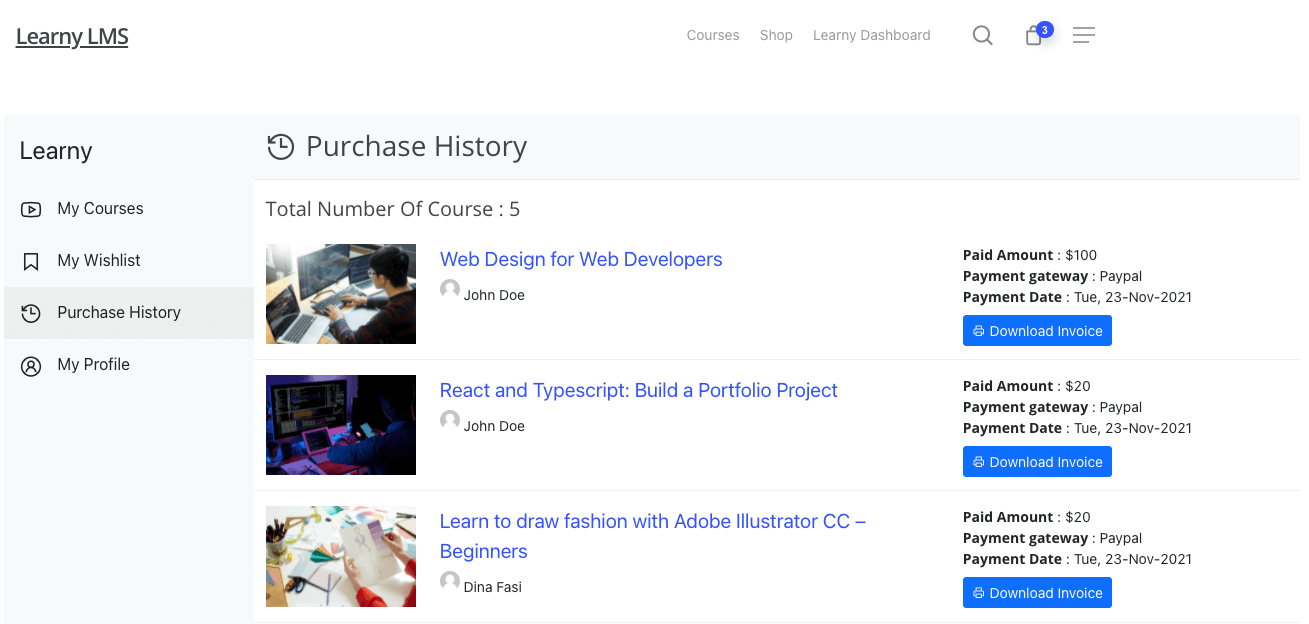 Learny LMS
Courses Shop Learny Dashboard 3
Learny
My Courses
My Wishlist
Purchase History
My Profile
Purchase History
Total Number Of Course : 5
Web Design for Web Developers
John Doe
Paid Amount : $100
Payment gateway : Paypal
Payment Date : Tue, 23-Nov-2021
Download Invoice
React and Typescript: Build a Portfolio Project
John Doe
Paid Amount : $20
Payment gateway : Paypal
Payment Date : Tue, 23-Nov-2021
Download Invoice
Learn to draw fashion with Adobe Illustrator CC –
Beginners
Dina Fasi
Paid Amount : $20
Payment gateway : Paypal
Payment Date : Tue, 23-Nov-2021
Download Invoice